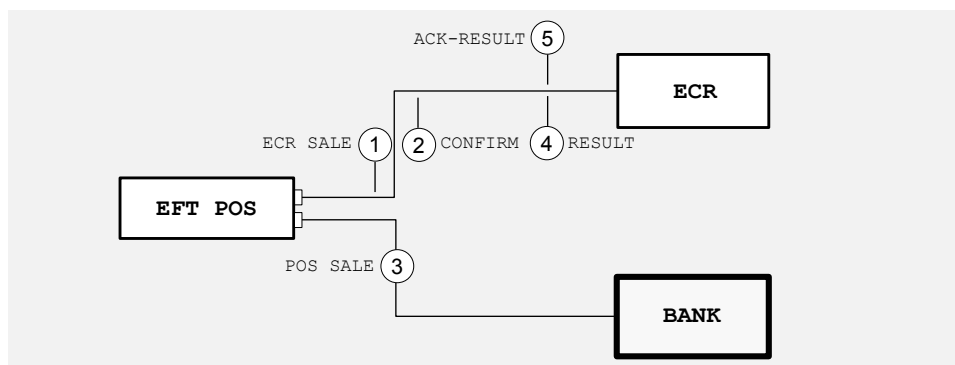 ACK-RESULT 5
ECR
ECR SALE 1 2 CONFIRM 4 RESULT
EFT POS
POS SALE 3
BANK